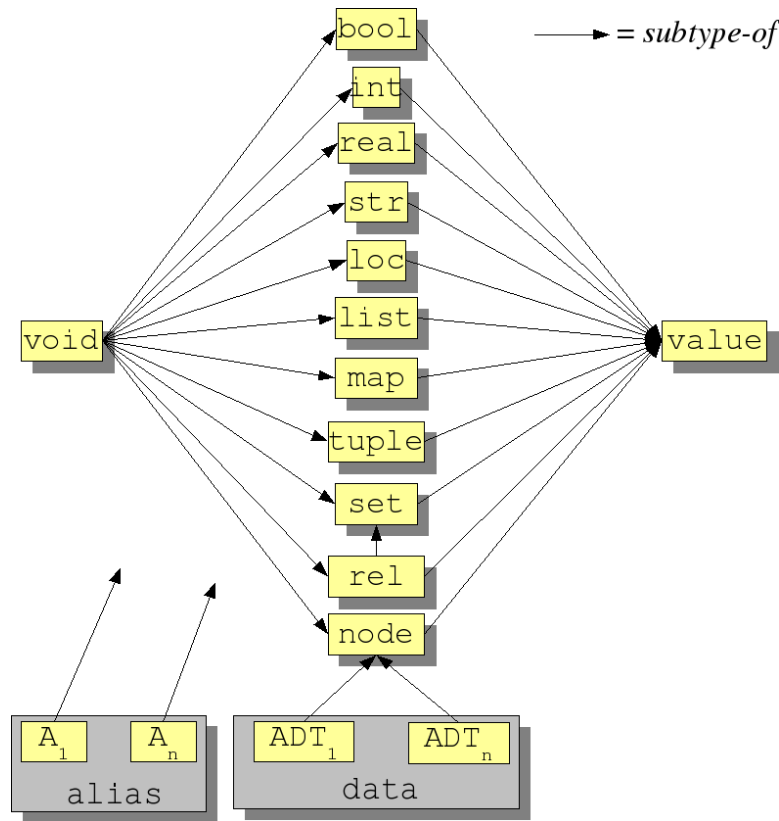 bool
= subtype-of
int
real
str
loc
list
void
value
map
tuple
set
rel
node
A1
An
ADT1
ADTn
alias
data